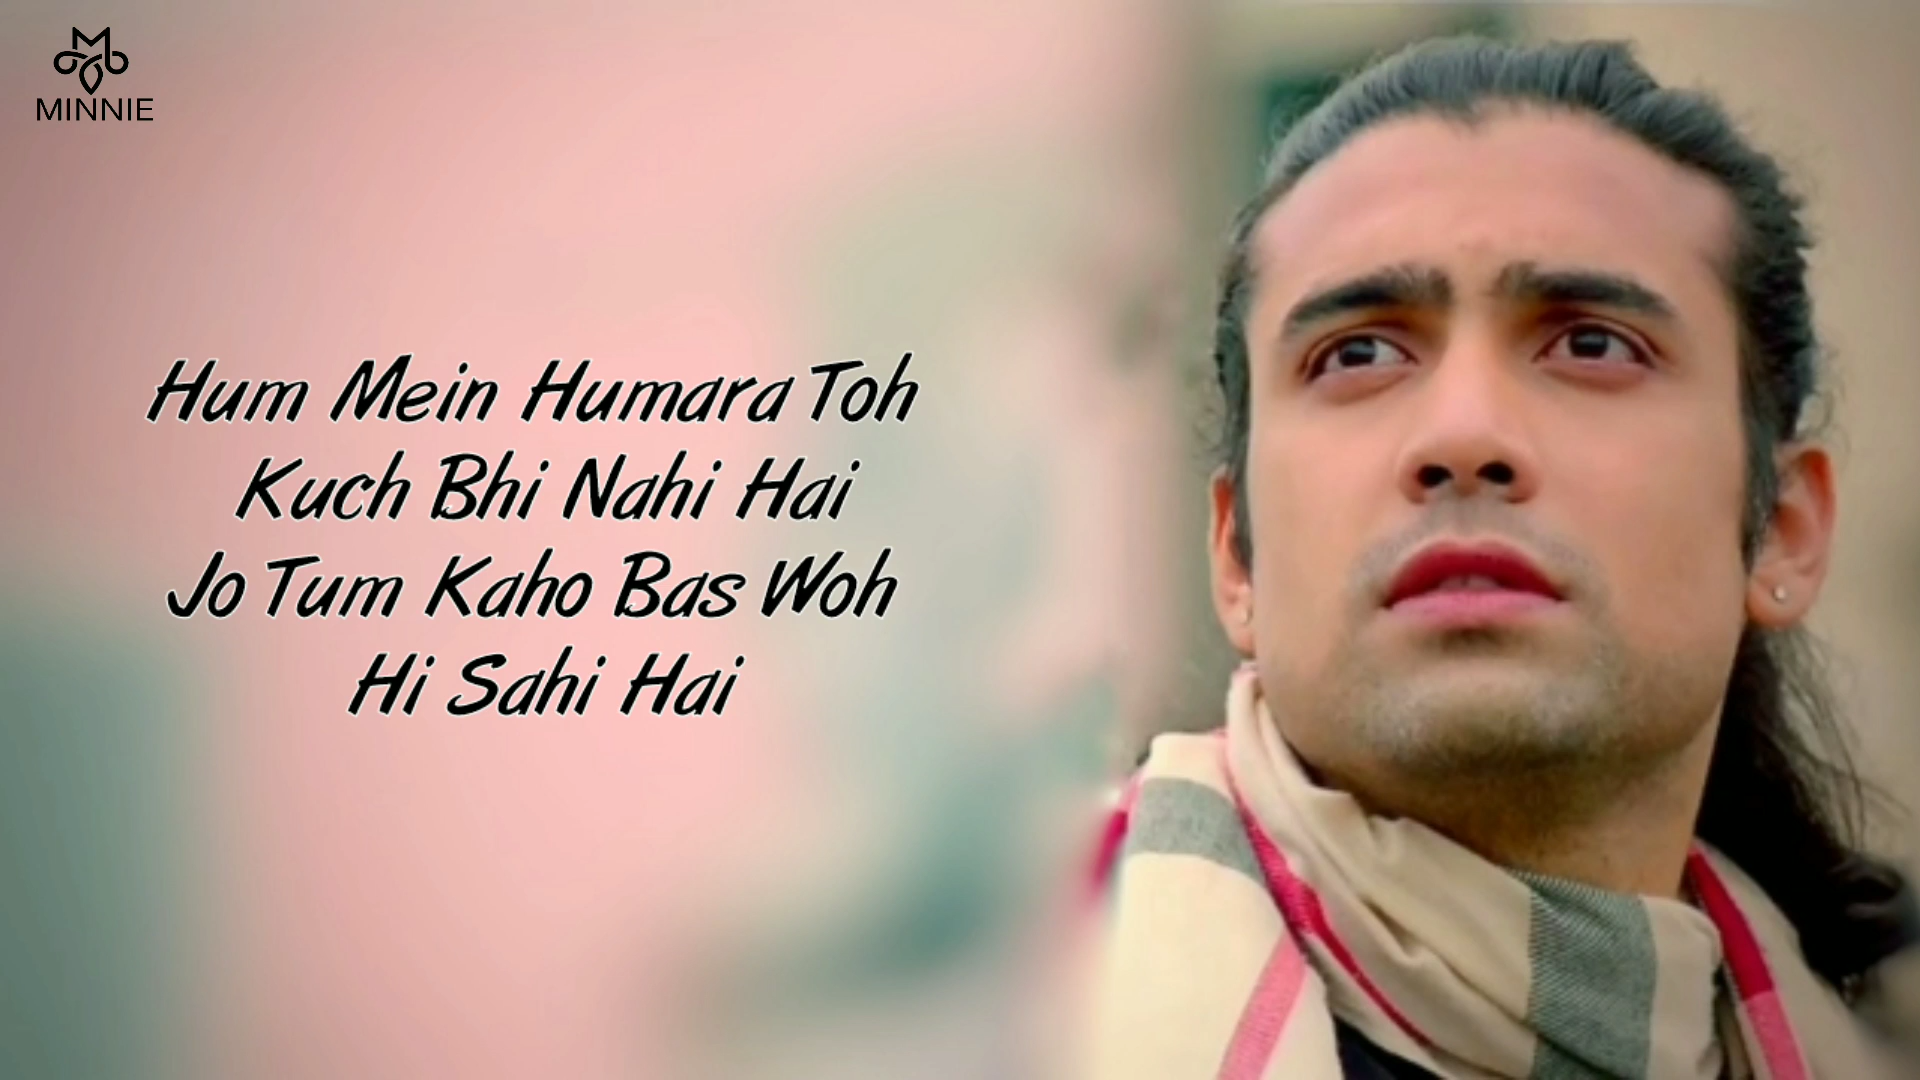 MINNIE
Hum Mein Humara Toh
Kuch Bhi Nahi Hai
Jo Tum Kaho Bas Woh
Hi Sahi Hai